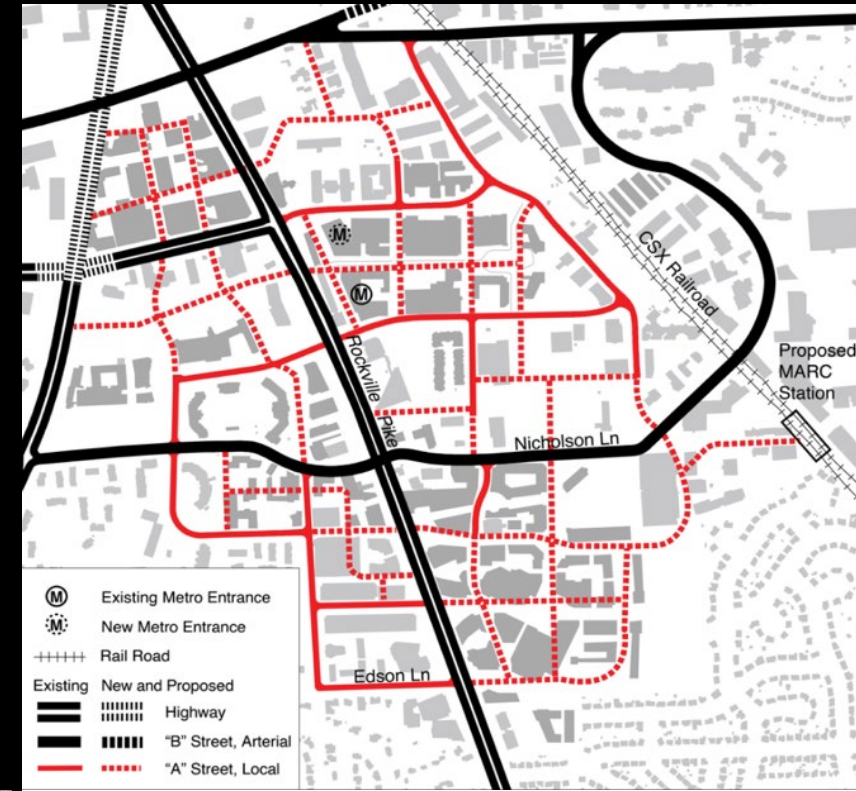 M
M
CSX Railroad
Rockville Pike
Proposed
MARC
Station
Nicholson Ln
Edson Ln
M Existing Metro Entrance
M New Metro Entrance
Rail Road
Existing New and Proposed
Highway
"B" Street, Arterial
"A" Street, Local